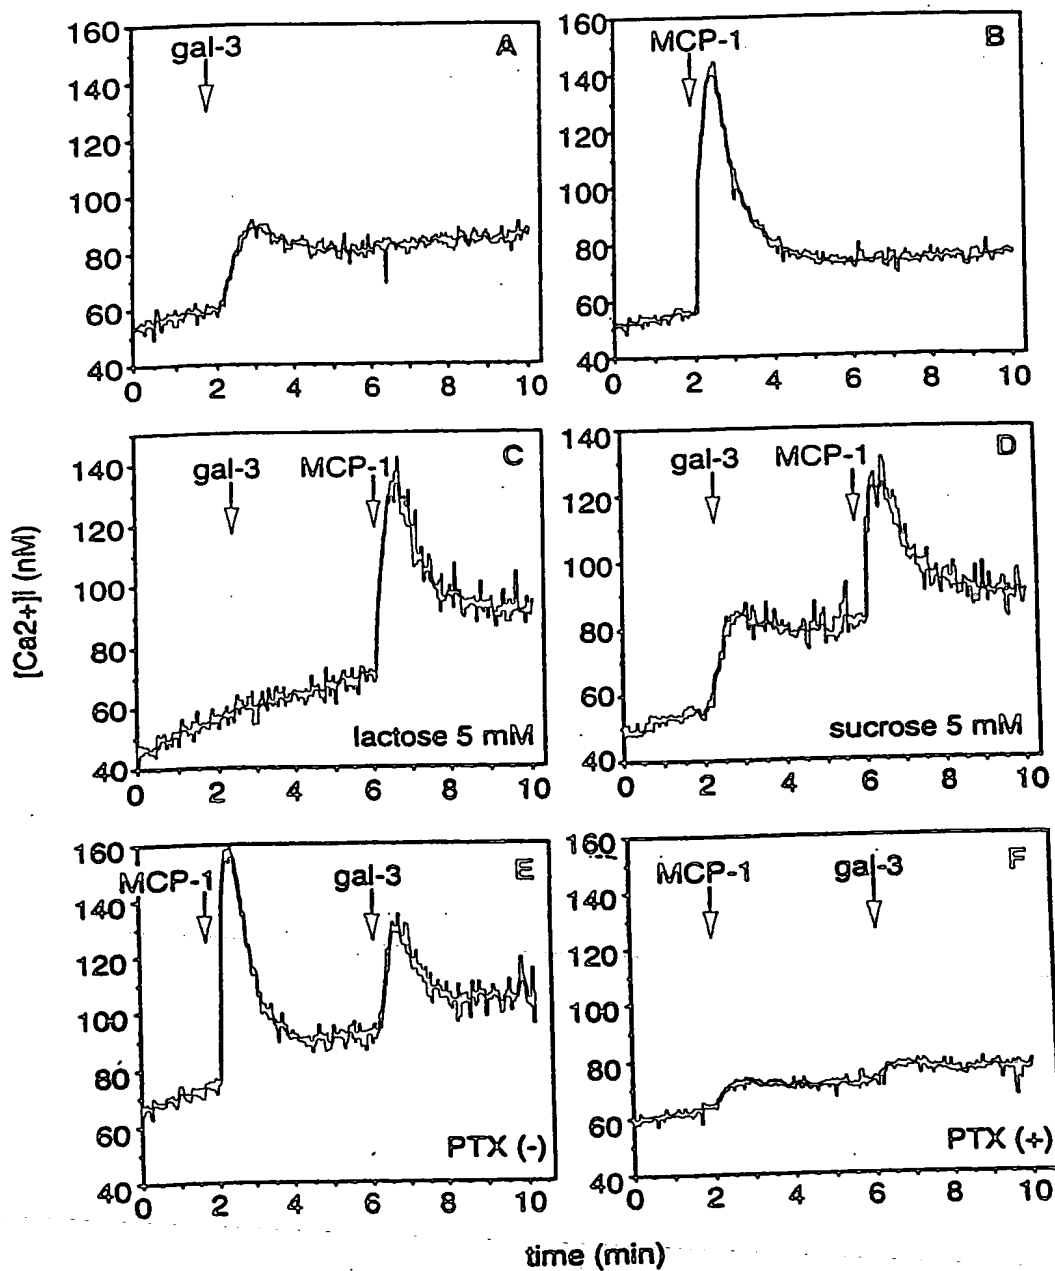 160
140
120
100
80
60
40
gal-3
A
0 2 4 6 8 10
160
140
120
100
80
60
40
MCP-1
B
0 2 4 6 8 10
[Ca2+]i (nM)
140
120
100
80
60
40
gal-3 MCP-1
C
lactose 5 mM
0 2 4 6 8 10
140
120
100
80
60
40
gal-3 MCP-1
D
sucrose 5 mM
0 2 4 6 8 10
160
140
120
100
80
60
40
MCP-1 gal-3
E
PTX (-)
0 2 4 6 8 10
160
140
120
100
80
60
40
MCP-1 gal-3
F
PTX (+)
0 2 4 6 8 10
time (min)